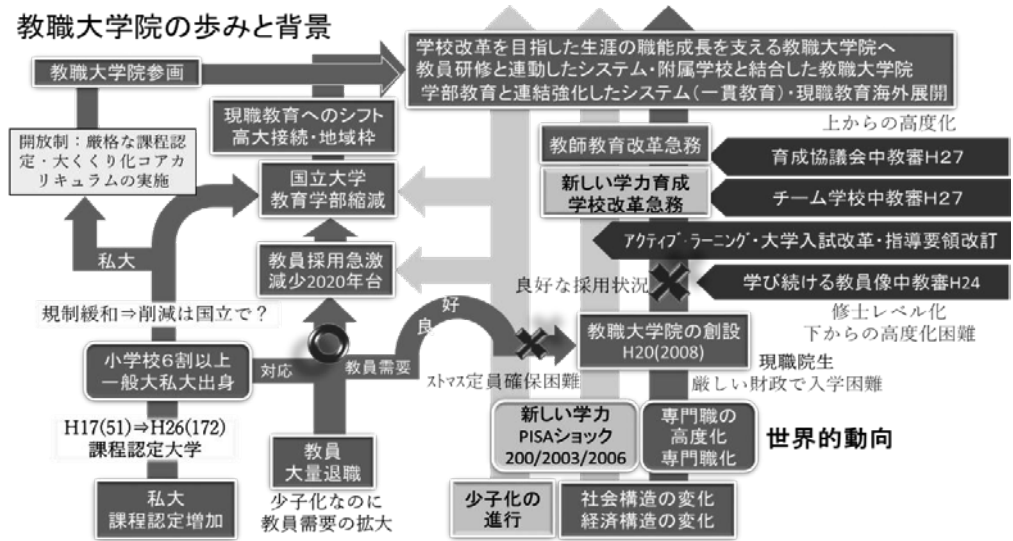 教職大学院の歩みと背景
教職大学院参画
学校改革を目指した生涯の職能成長を支える教職大学院へ
教員研修と連動したシステム・附属学校と結合した教職大学院
学部教育と連結強化したシステム(一貫教育)・現職教育海外展開
上からの高度化
現職教育へのシフト
高大接続・地域枠
開放制:厳格な課程認
定・大くくり化コアカ
リキュラムの実施
教師教育改革急務
育成協議会中教審H27
国立大学
教育学部縮減
新しい学力育成
学校改革急務
チーム学校中教審H27
アクティブ・ラーニング・大学入試改革・指導要領改訂
私大
教員採用急激
減少2020年台
良好な採用状況
学び続ける教員像中教審H24
修士レベル化
下からの高度化困難
規制緩和⇒削減は国立で?
好
良
教員需要
対応
小学校6割以上
一般大私大出身
教職大学院の創設
H20(2008)
現職院生
厳しい財政で入学困難
ストマス定員確保困難
H17(51)⇒H26(172)
課程認定大学
新しい学力
PISAショック
200/2003/2006
専門職の
高度化
専門職化
世界的動向
教員
大量退職
少子化なのに
教員需要の拡大
私大
課程認定増加
少子化の
進行
社会構造の変化
経済構造の変化